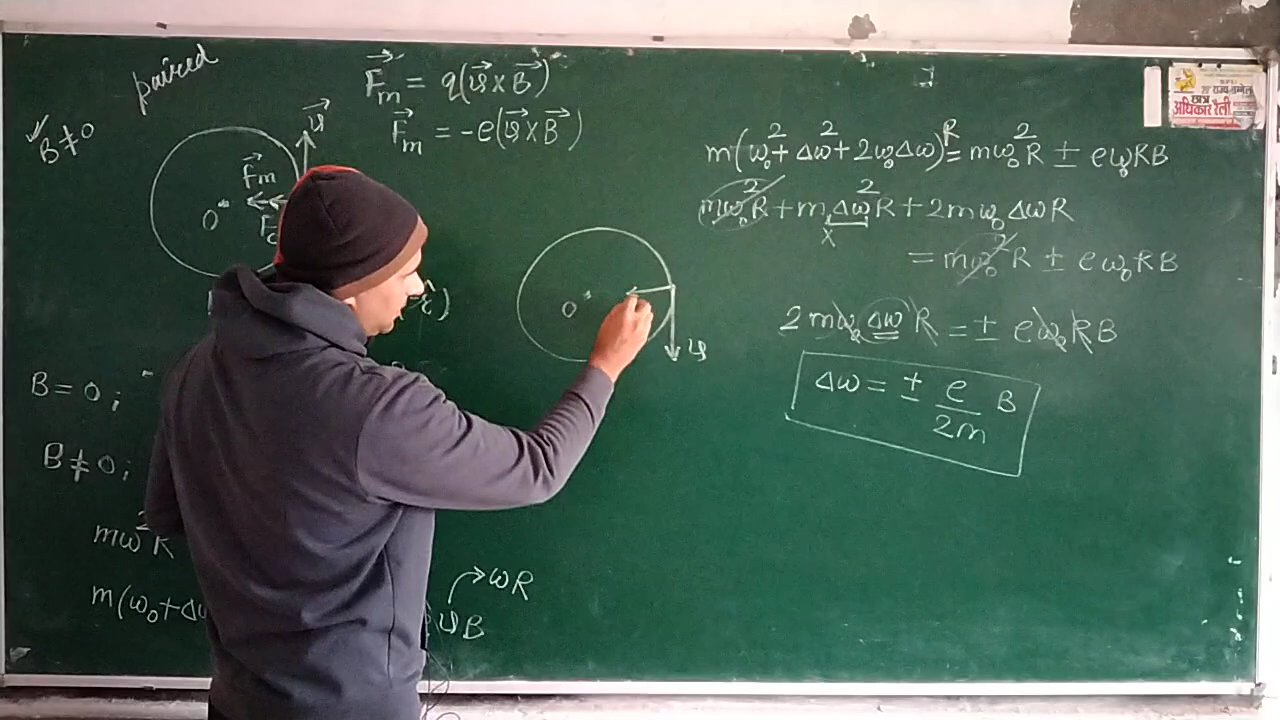 paired
B ≠ 0
v⃗
F⃗m
O
F⃗m = q(v⃗ × B⃗)
F⃗m = -e(v⃗ × B⃗)
B = 0 ;
B ≠ 0 ;
mω²R
m(ω₀+Δω
vB
→ωR
O
v
m(ω₀² + Δω² + 2ω₀Δω)R = mω₀²R ± eω₀RB
mω₀²R + mΔω²R + 2mω₀ΔωR
x
= mω₀²R ± eω₀RB
2mω₀ΔωR = ± eω₀RB
Δω = ± e/2m B
छात्र
अधिकार रैली